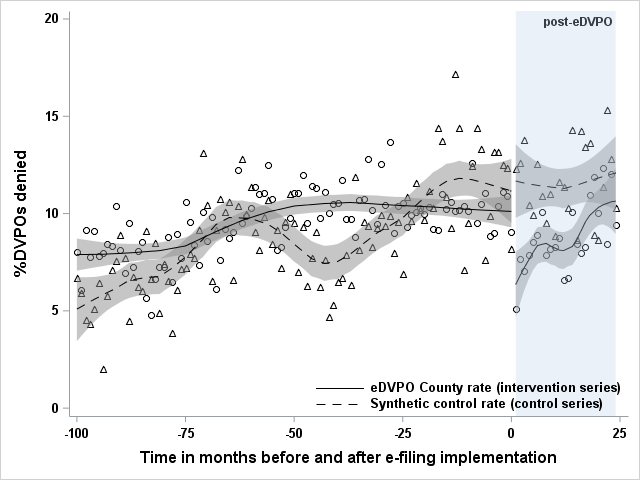 20
post-eDVPO
15
%DVPOs denied
10
5
0
eDVPO County rate (intervention series)
Synthetic control rate (control series)
-100 -75 -50 -25 0 25
Time in months before and after e-filing implementation